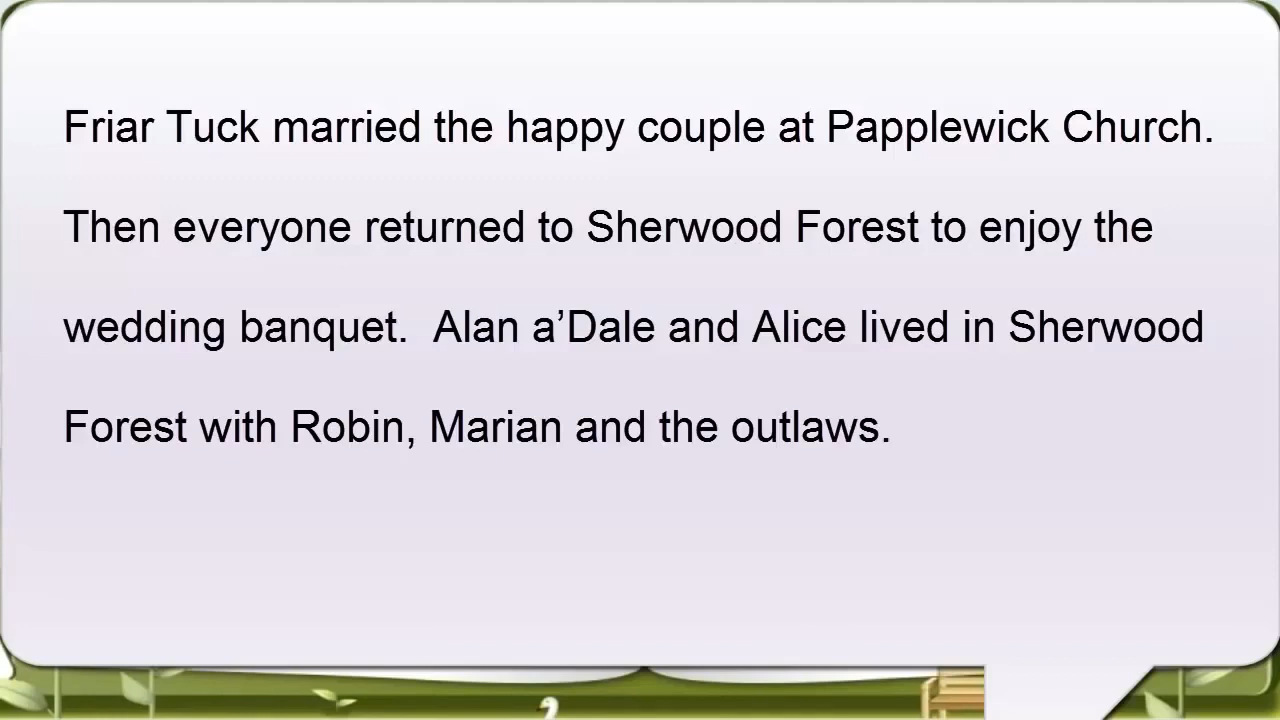 Friar Tuck married the happy couple at Papplewick Church.
Then everyone returned to Sherwood Forest to enjoy the
wedding banquet.  Alan a’Dale and Alice lived in Sherwood
Forest with Robin, Marian and the outlaws.